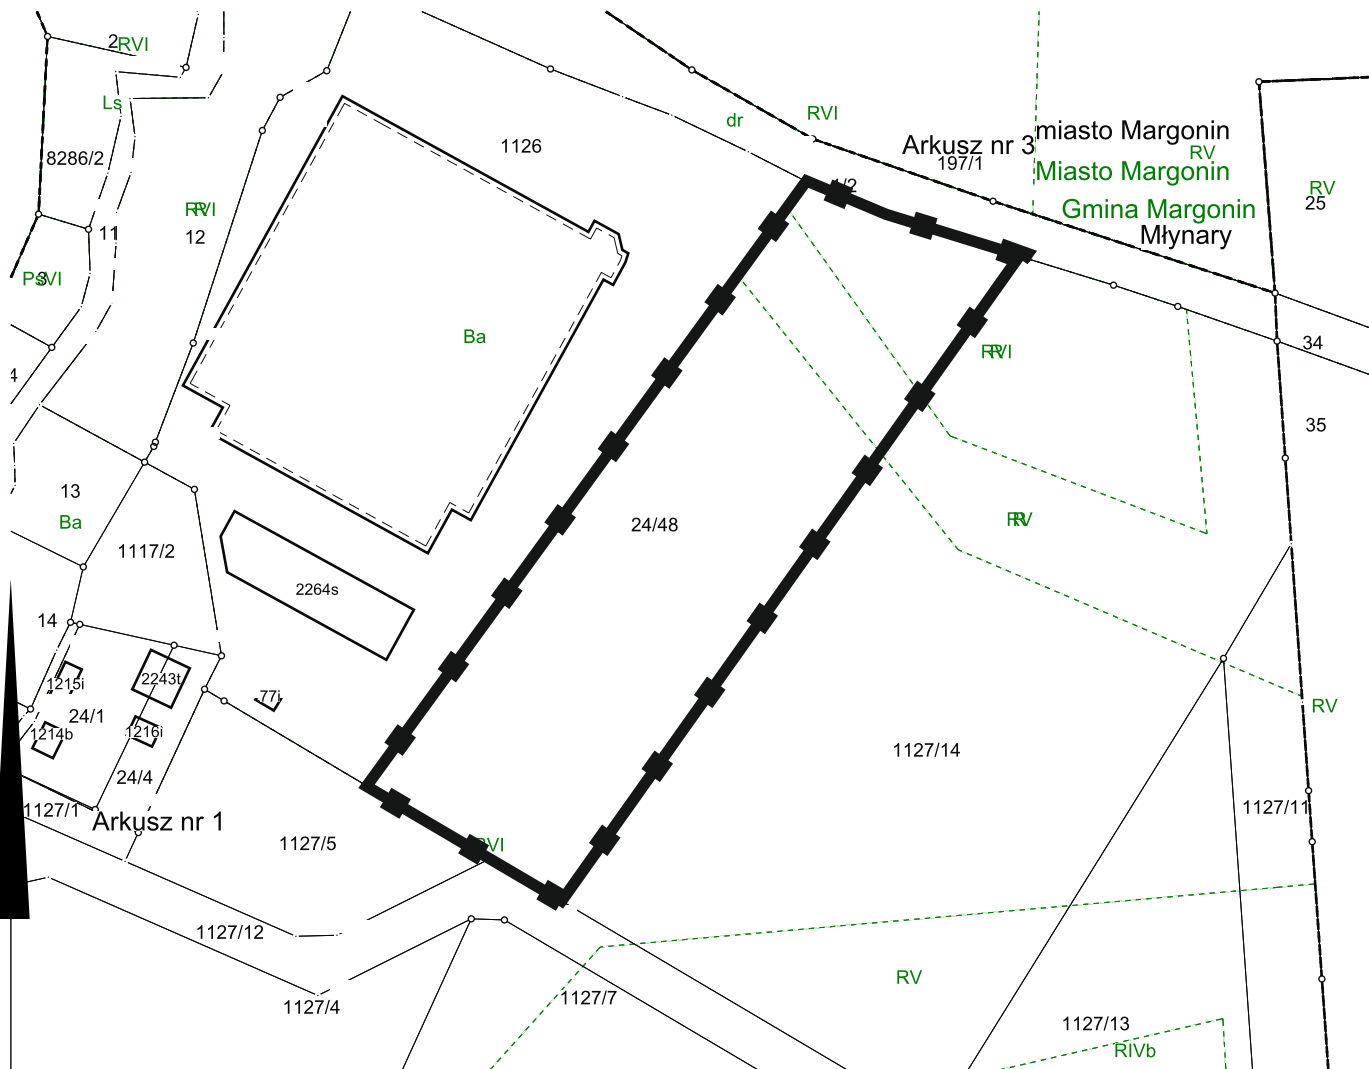 2
RVI
Ls
dr
RVI
miasto Margonin
Arkusz nr 3
1126
8286/2
197/1
RV
Miasto Margonin
RV
25
RVI
Gmina Margonin
11
12
Młynary
PsVI
3
Ba
RVI
34
4
35
13
Ba
24/48
RV
1117/2
2264s
14
1215i
2243t
24/1
77i
RV
1214b
1216i
1127/14
24/4
1127/1
Arkusz nr 1
1127/11
1127/5
RVI
1127/12
RV
1127/4
1127/7
1127/13
RIVb